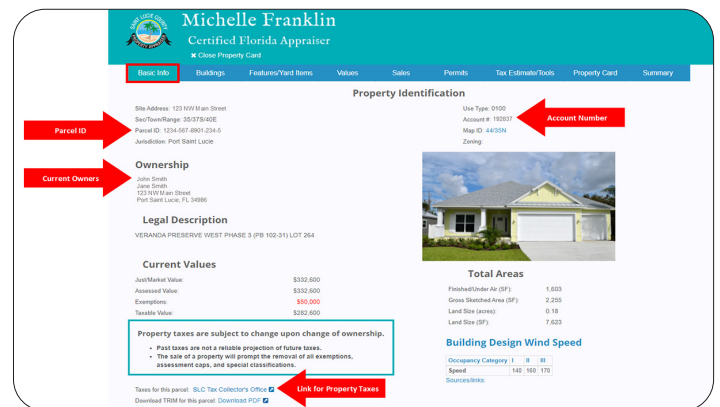 SAINT LUCIE COUNTY
PROPERTY APPRAISER
Michelle Franklin
Certified Florida Appraiser
✖ Close Property Card
Basic Info Buildings Features/Yard Items Values Sales Permits Tax Estimate/Tools Property Card Summary
Property Identification
Site Address: 123 NW Main Street
Sec/Town/Range: 35/37S/40E
Parcel ID: 1234-567-8901-234-5
Jurisdiction: Port Saint Lucie
Use Type: 0100
Account #: 192837
Map ID: 44/35N
Zoning:
Parcel ID
Account Number
Ownership
Current Owners
John Smith
Jane Smith
123 NW Main Street
Port Saint Lucie, FL 34986
Legal Description
VERANDA PRESERVE WEST PHASE 3 (PB 102-31) LOT 264
Current Values
Just/Market Value: $332,600
Assessed Value: $332,600
Exemptions: $50,000
Taxable Value: $282,600
Total Areas
Finished/Under Air (SF): 1,603
Gross Sketched Area (SF): 2,255
Land Size (acres): 0.18
Land Size (SF): 7,623
Property taxes are subject to change upon change of ownership.
• Past taxes are not a reliable projection of future taxes.
• The sale of a property will prompt the removal of all exemptions,
assessment caps, and special classifications.
Building Design Wind Speed
Occupancy Category I II III
Speed 140 160 170
Sources/links:
Taxes for this parcel: SLC Tax Collector's Office
Link for Property Taxes
Download TRIM for this parcel: Download PDF